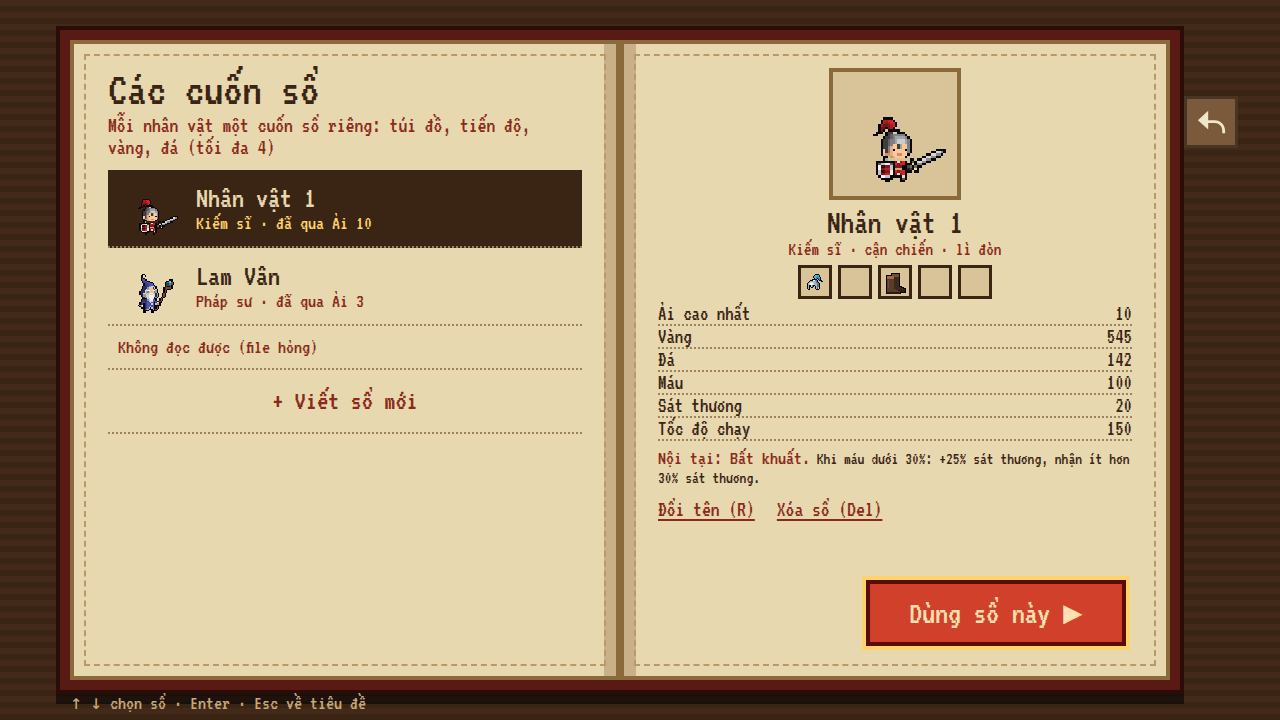 Các cuốn sổ
Mỗi nhân vật một cuốn sổ riêng: túi đồ, tiến độ,
vàng, đá (tối đa 4)
Nhân vật 1
Kiếm sĩ · đã qua Ải 10
Lam Vân
Pháp sư · đã qua Ải 3
Không đọc được (file hỏng)
+ Viết sổ mới
Nhân vật 1
Kiếm sĩ · cận chiến · lì đòn
Ải cao nhất 10
Vàng 545
Đá 142
Máu 100
Sát thương 20
Tốc độ chạy 150
Nội tại: Bất khuất. Khi máu dưới 30%: +25% sát thương, nhận ít hơn
30% sát thương.
Đổi tên (R) Xóa sổ (Del)
Dùng sổ này ▶
↑ ↓ chọn sổ · Enter · Esc về tiêu đề